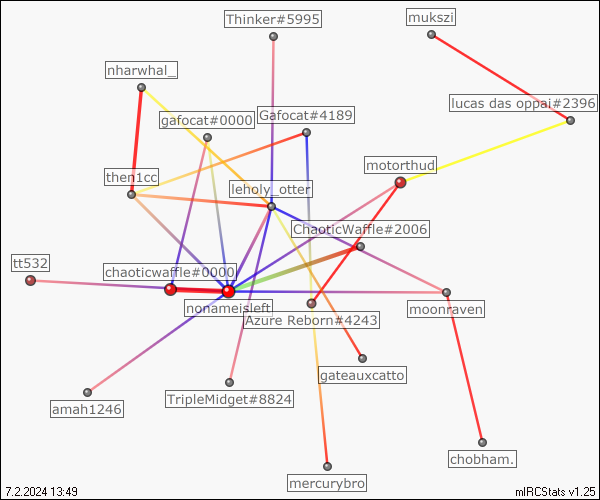 Thinker#5995
mukszi
nharwhal_
lucas das oppai#2396
gafocat#0000
Gafocat#4189
motorthud
then1cc
leholy_otter
ChaoticWaffle#2006
tt532
chaoticwaffle#0000
nonameisleft
moonraven
Azure Reborn#4243
gateauxcatto
amah1246
TripleMidget#8824
chobham.
mercurybro
7.2.2024 13:49
mIRCStats v1.25